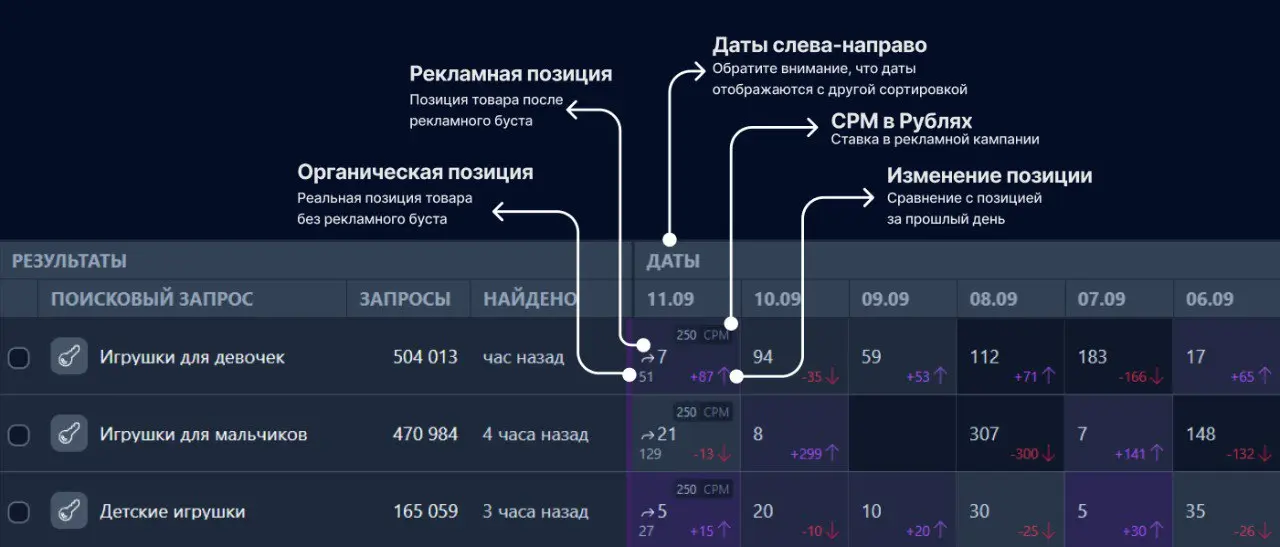 Даты слева-направо
Обратите внимание, что даты
отображаются с другой сортировкой
Рекламная позиция
Позиция товара после
рекламного буста
CPM в Рублях
Ставка в рекламной кампании
Органическая позиция
Реальная позиция товара
без рекламного буста
Изменение позиции
Сравнение с позицией
за прошлый день
РЕЗУЛЬТАТЫ ДАТЫ
ПОИСКОВЫЙ ЗАПРОС ЗАПРОСЫ НАЙДЕНО 11.09 10.09 09.09 08.09 07.09 06.09
250 CPM
Игрушки для девочек 504 013 час назад 7 94 59 112 183 17
51 +87 -35 +53 +71 -166 +65
250 CPM
Игрушки для мальчиков 470 984 4 часа назад 21 8 307 7 148
129 -13 +299 -300 +141 -132
250 CPM
Детские игрушки 165 059 3 часа назад 5 20 10 30 5 35
27 +15 -10 +20 -25 +30 -26